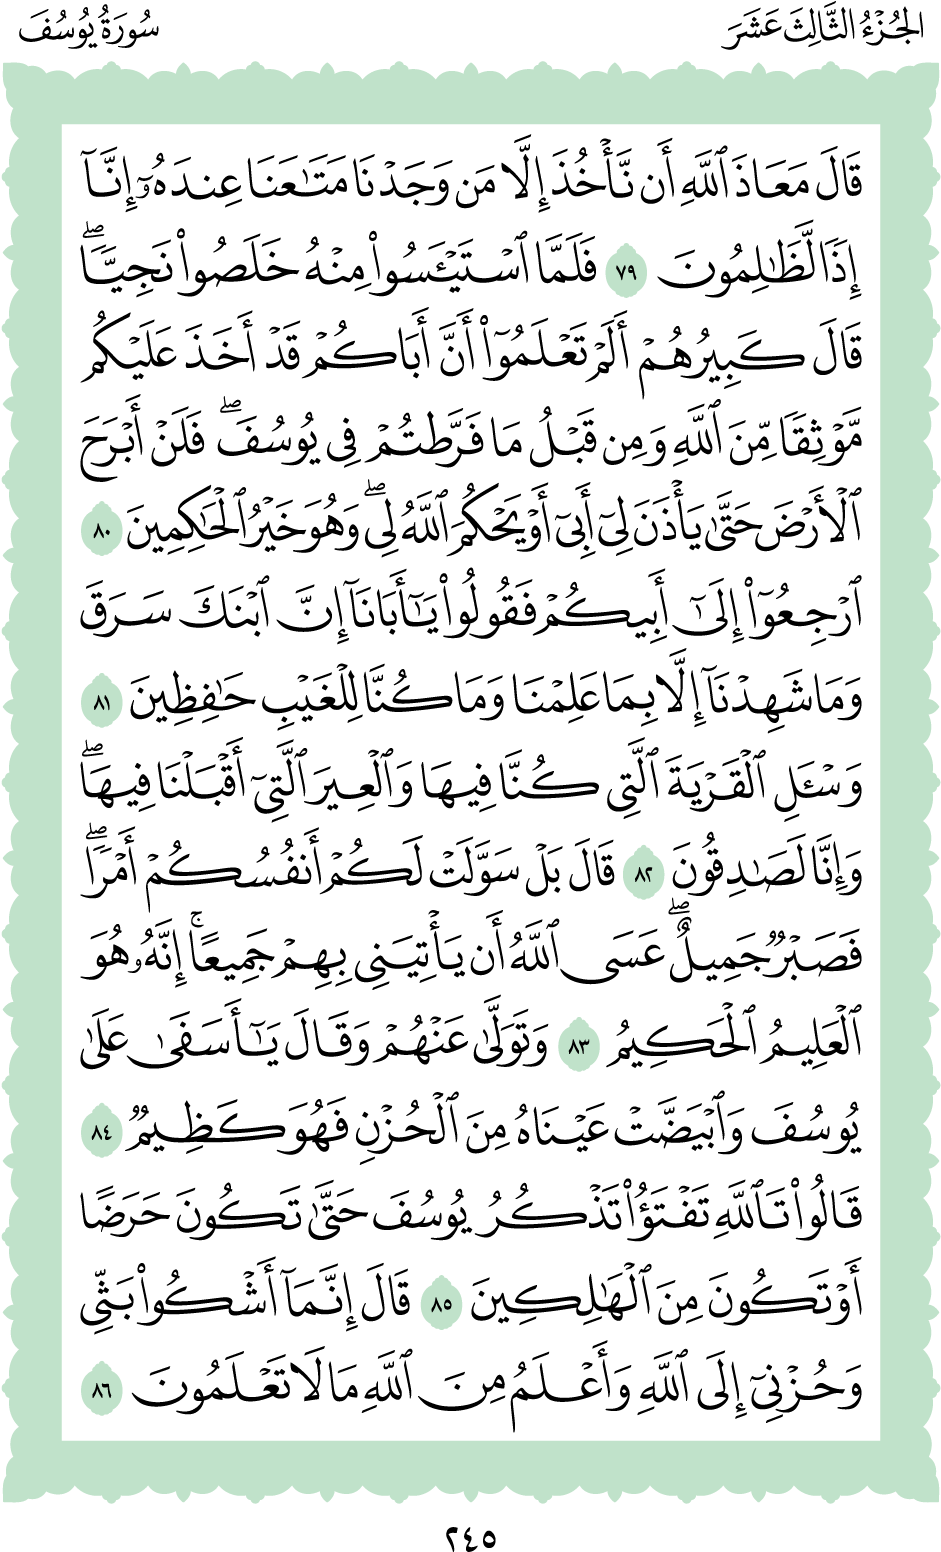 الجُزْءُ الثَّالِثَ عَشَرَ
سُورَةُ يُوسُفَ
قَالَ مَعَاذَ ٱللَّهِ أَن نَّأْخُذَ إِلَّا مَن وَجَدْنَا مَتَـٰعَنَا عِندَهُۥٓ إِنَّآ
إِذًا لَّظَـٰلِمُونَ ٧٩ فَلَمَّا ٱسْتَيْـَٔسُوا۟ مِنْهُ خَلَصُوا۟ نَجِيًّاۖ
قَالَ كَبِيرُهُمْ أَلَمْ تَعْلَمُوٓا۟ أَنَّ أَبَاكُمْ قَدْ أَخَذَ عَلَيْكُم
مَّوْثِقًا مِّنَ ٱللَّهِ وَمِن قَبْلُ مَا فَرَّطتُمْ فِى يُوسُفَۖ فَلَنْ أَبْرَحَ
ٱلْأَرْضَ حَتَّىٰ يَأْذَنَ لِىٓ أَبِىٓ أَوْ يَحْكُمَ ٱللَّهُ لِىۖ وَهُوَ خَيْرُ ٱلْحَـٰكِمِينَ ٨٠
ٱرْجِعُوٓا۟ إِلَىٰٓ أَبِيكُمْ فَقُولُوا۟ يَـٰٓأَبَانَآ إِنَّ ٱبْنَكَ سَرَقَ
وَمَا شَهِدْنَآ إِلَّا بِمَا عَلِمْنَا وَمَا كُنَّا لِلْغَيْبِ حَـٰفِظِينَ ٨١
وَسْـَٔلِ ٱلْقَرْيَةَ ٱلَّتِى كُنَّا فِيهَا وَٱلْعِيرَ ٱلَّتِىٓ أَقْبَلْنَا فِيهَاۖ
وَإِنَّا لَصَـٰدِقُونَ ٨٢ قَالَ بَلْ سَوَّلَتْ لَكُمْ أَنفُسُكُمْ أَمْرًاۖ
فَصَبْرٌ جَمِيلٌۖ عَسَى ٱللَّهُ أَن يَأْتِيَنِى بِهِمْ جَمِيعًاۚ إِنَّهُۥ هُوَ
ٱلْعَلِيمُ ٱلْحَكِيمُ ٨٣ وَتَوَلَّىٰ عَنْهُمْ وَقَالَ يَـٰٓأَسَفَىٰ عَلَىٰ
يُوسُفَ وَٱبْيَضَّتْ عَيْنَاهُ مِنَ ٱلْحُزْنِ فَهُوَ كَظِيمٌ ٨٤
قَالُوا۟ تَٱللَّهِ تَفْتَؤُا۟ تَذْكُرُ يُوسُفَ حَتَّىٰ تَكُونَ حَرَضًا
أَوْ تَكُونَ مِنَ ٱلْهَـٰلِكِينَ ٨٥ قَالَ إِنَّمَآ أَشْكُوا۟ بَثِّى
وَحُزْنِىٓ إِلَى ٱللَّهِ وَأَعْلَمُ مِنَ ٱللَّهِ مَا لَا تَعْلَمُونَ ٨٦
٢٤٥